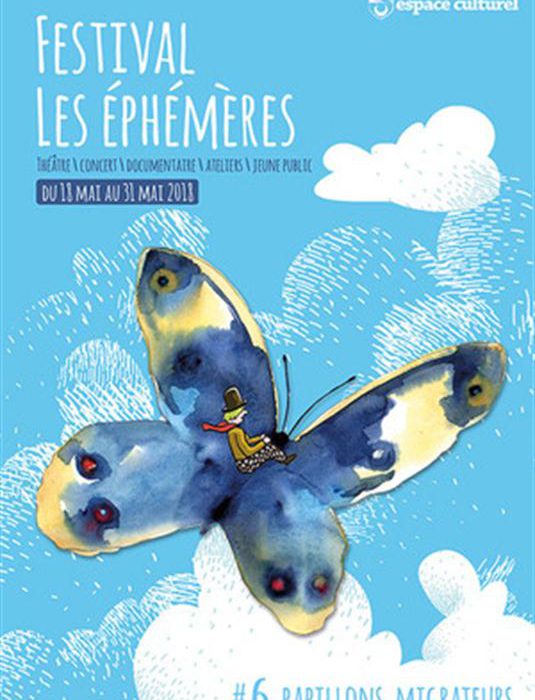 espace culturel
FESTIVAL
LES ÉPHÉMÈRES
THÉÂTRE \ CONCERT \ DOCUMENTAIRE \ ATELIERS \ JEUNE PUBLIC
DU 18 MAI AU 31 MAI 2018
#6 PAPILLONS MIGRATEURS